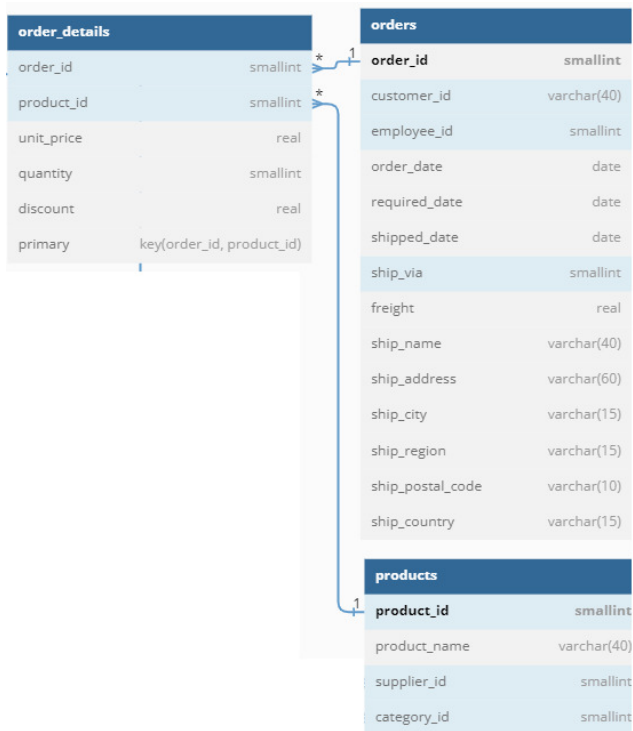 order_details
order_id smallint *
product_id smallint *
unit_price real
quantity smallint
discount real
primary key(order_id, product_id)
orders
1 order_id smallint
customer_id varchar(40)
employee_id smallint
order_date date
required_date date
shipped_date date
ship_via smallint
freight real
ship_name varchar(40)
ship_address varchar(60)
ship_city varchar(15)
ship_region varchar(15)
ship_postal_code varchar(10)
ship_country varchar(15)
products
1 product_id smallint
product_name varchar(40)
supplier_id smallint
category_id smallint